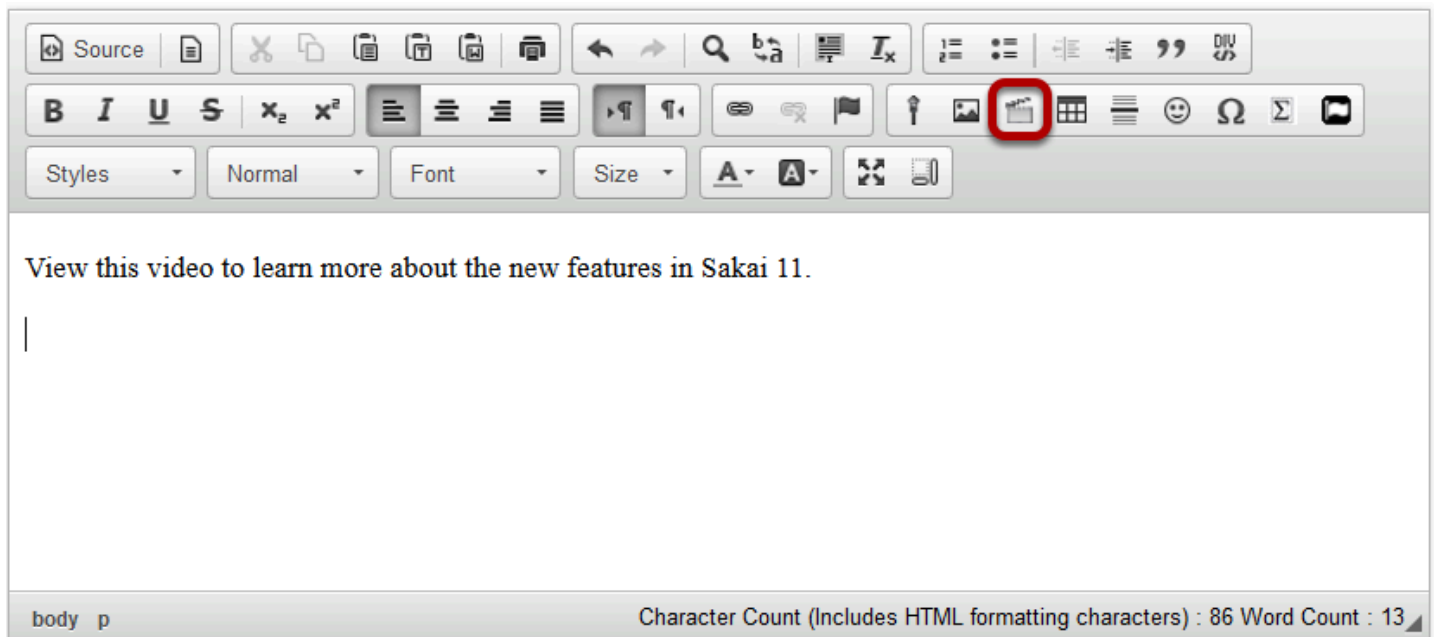 Source
Styles Normal Font Size
View this video to learn more about the new features in Sakai 11.
body p Character Count (Includes HTML formatting characters) : 86 Word Count : 13